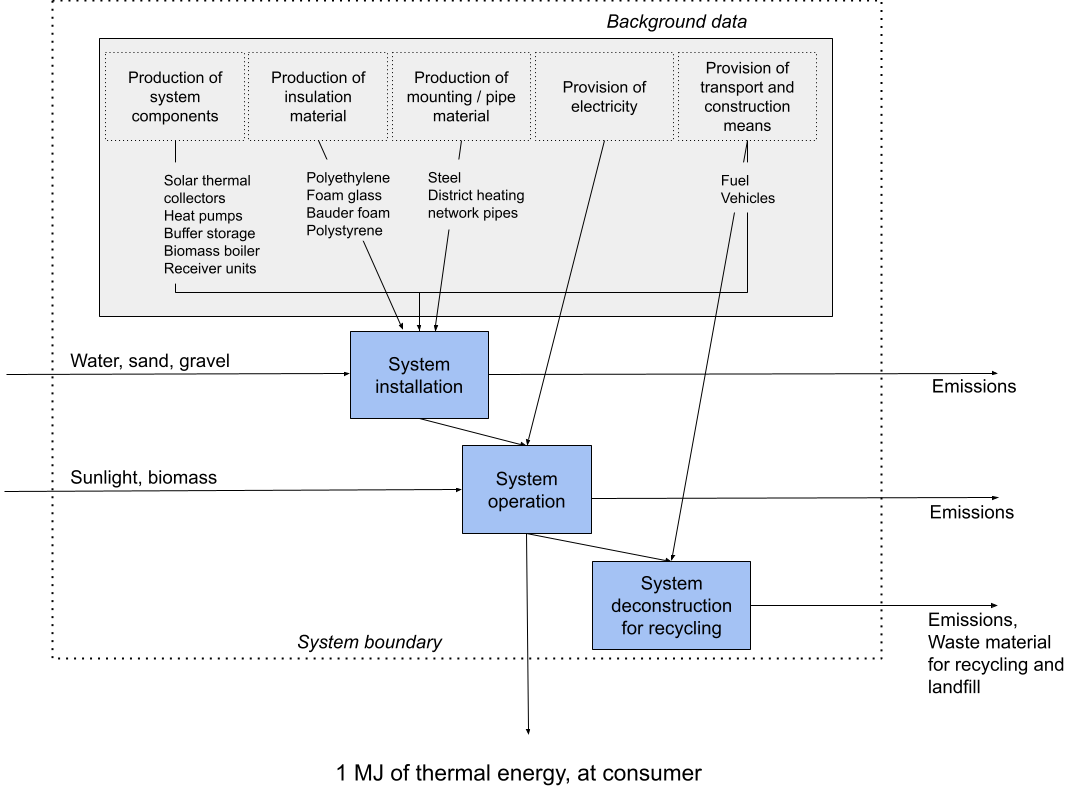 Background data
Production of
system
components
Production of
insulation
material
Production of
mounting / pipe
material
Provision of
electricity
Provision of
transport and
construction
means
Solar thermal
collectors
Heat pumps
Buffer storage
Biomass boiler
Receiver units
Polyethylene
Foam glass
Bauder foam
Polystyrene
Steel
District heating
network pipes
Fuel
Vehicles
Water, sand, gravel
System
installation
Emissions
Sunlight, biomass
System
operation
Emissions
System
deconstruction
for recycling
Emissions,
Waste material
for recycling and
landfill
System boundary
1 MJ of thermal energy, at consumer